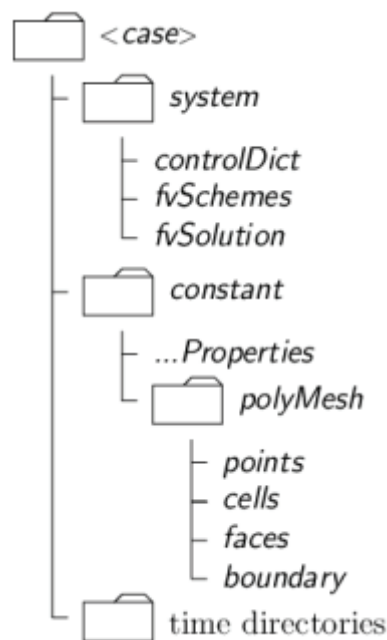 <case>
system
controlDict
fvSchemes
fvSolution
constant
...Properties
polyMesh
points
cells
faces
boundary
time directories